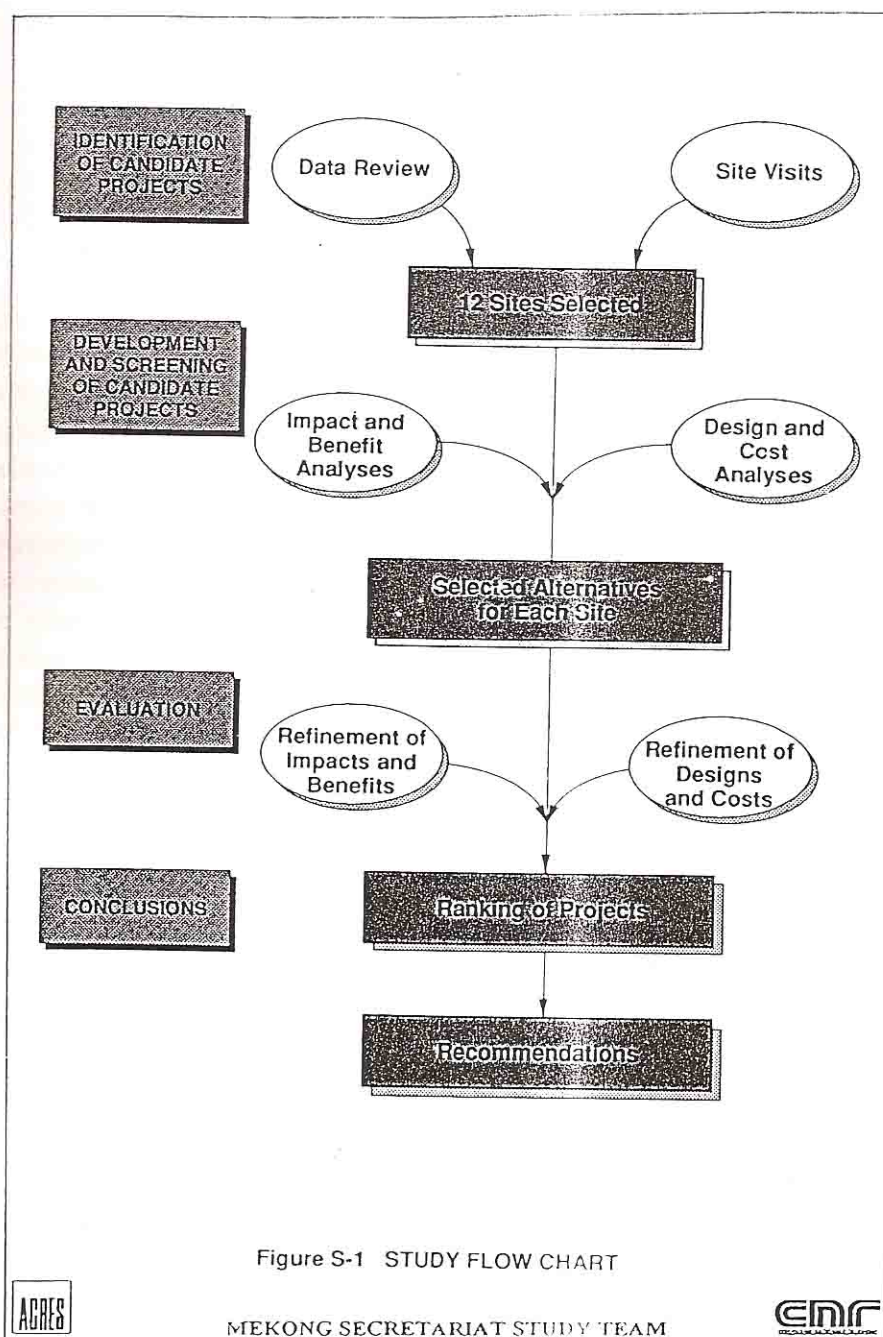 IDENTIFICATION
OF CANDIDATE
PROJECTS
Data Review
Site Visits
12 Sites Selected
DEVELOPMENT
AND SCREENING
OF CANDIDATE
PROJECTS
Impact and
Benefit
Analyses
Design and
Cost
Analyses
Selected Alternatives
for Each Site
EVALUATION
Refinement of
Impacts and
Benefits
Refinement of
Designs
and Costs
CONCLUSIONS
Ranking of Projects
Recommendations
Figure S-1 STUDY FLOW CHART
ACRES
MEKONG SECRETARIAT STUDY TEAM